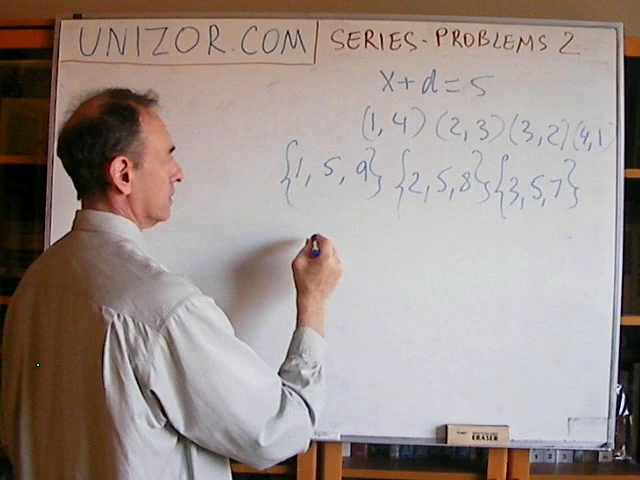 UNIZOR.COM | SERIES - PROBLEMS 2
x+d=5
(1,4) (2,3) (3,2) (4,1)
{1,5,9} {2,5,8} {3,5,7}
ERASER